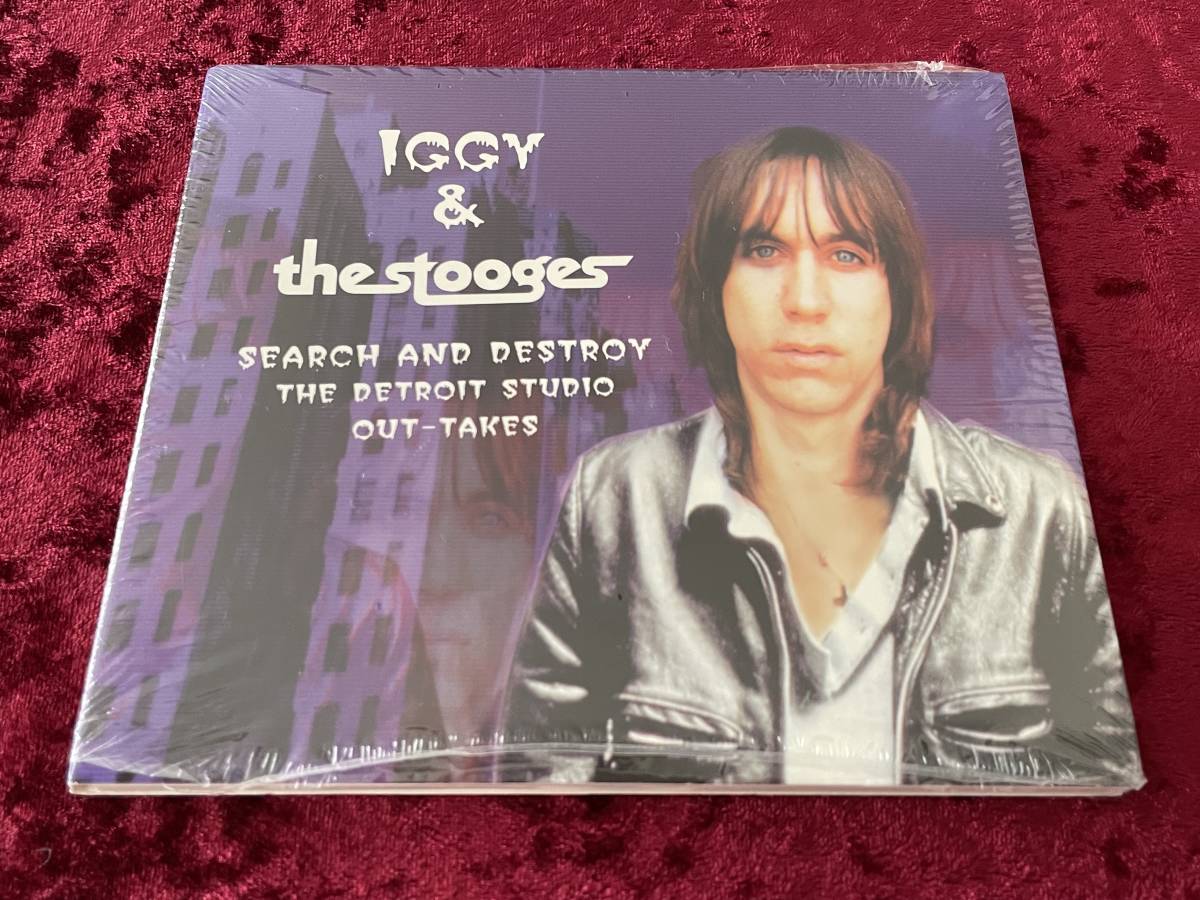 IGGY
&
the stooges
SEARCH AND DESTROY
THE DETROIT STUDIO
OUT-TAKES